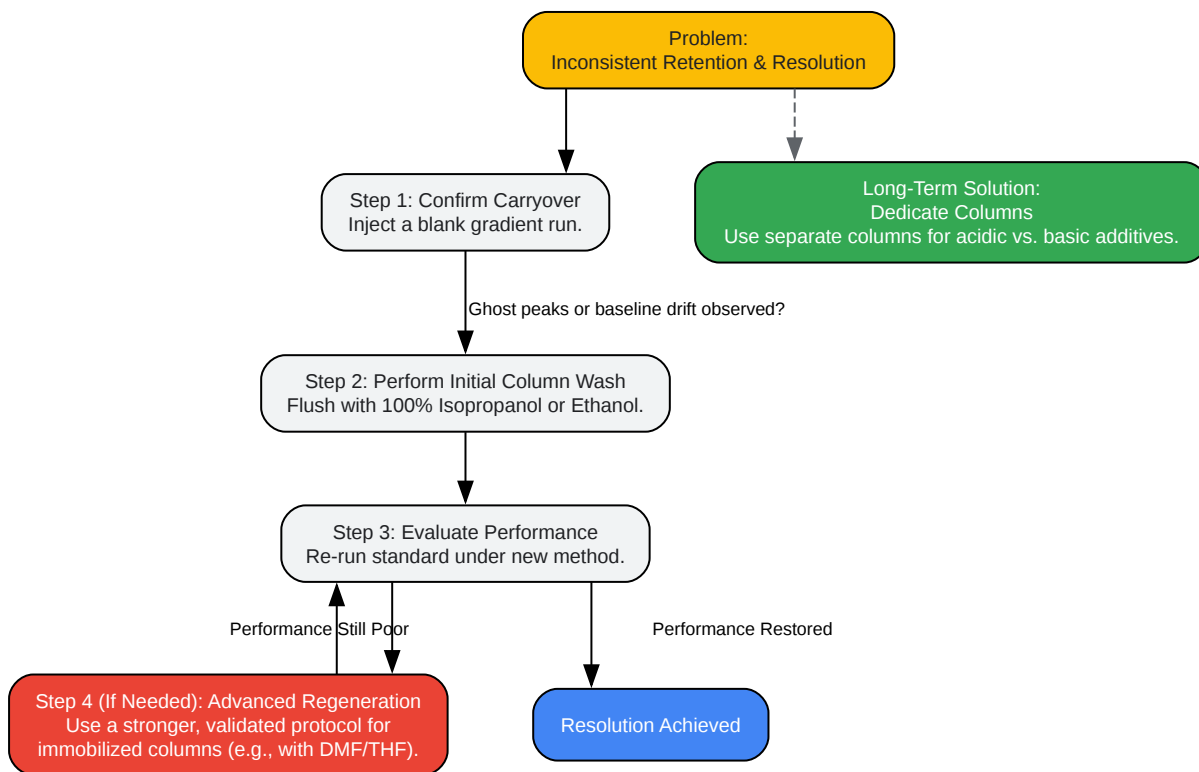 Problem:
Inconsistent Retention & Resolution
Step 1: Confirm Carryover
Inject a blank gradient run.
Long-Term Solution:
Dedicate Columns
Use separate columns for acidic vs. basic additives.
Ghost peaks or baseline drift observed?
Step 2: Perform Initial Column Wash
Flush with 100% Isopropanol or Ethanol.
Step 3: Evaluate Performance
Re-run standard under new method.
Performance Still Poor
Performance Restored
Step 4 (If Needed): Advanced Regeneration
Use a stronger, validated protocol for
immobilized columns (e.g., with DMF/THF).
Resolution Achieved